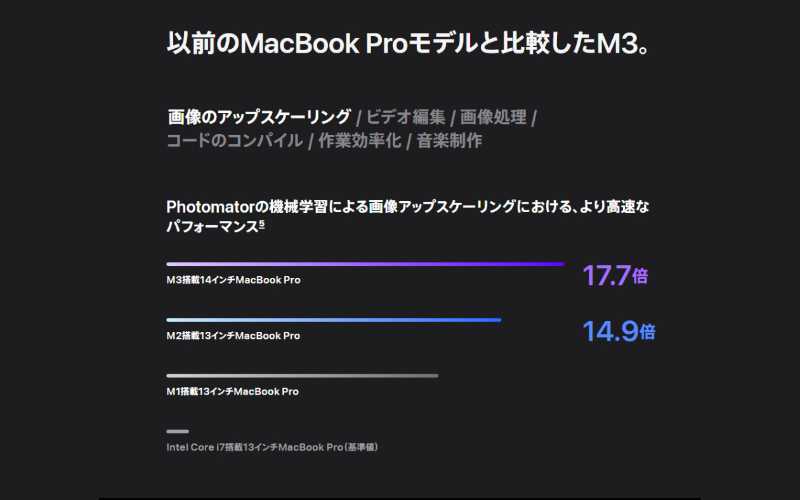 以前のMacBook Proモデルと比較したM3。
画像のアップスケーリング / ビデオ編集 / 画像処理 /
コードのコンパイル / 作業効率化 / 音楽制作
Photomatorの機械学習による画像アップスケーリングにおける、より高速な
パフォーマンス5
17.7倍
M3搭載14インチMacBook Pro
14.9倍
M2搭載13インチMacBook Pro
M1搭載13インチMacBook Pro
Intel Core i7搭載13インチMacBook Pro（基準値）